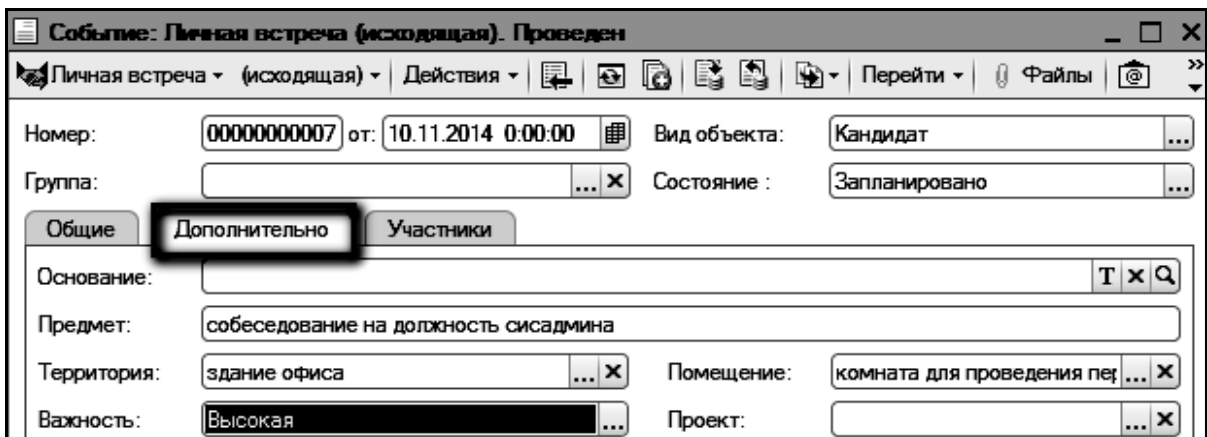 Событие: Личная встреча (исходящая). Проведен
Личная встреча (исходящая) Действия Перейти Файлы
Номер: 00000000007 от: 10.11.2014 0:00:00 Вид объекта: Кандидат ...
Группа: ... Состояние : Запланировано ...
Общие Дополнительно Участники
Основание: T
Предмет: собеседование на должность сисадмина
Территория: здание офиса ... Помещение: комната для проведения пер ...
Важность: Высокая ... Проект: ...